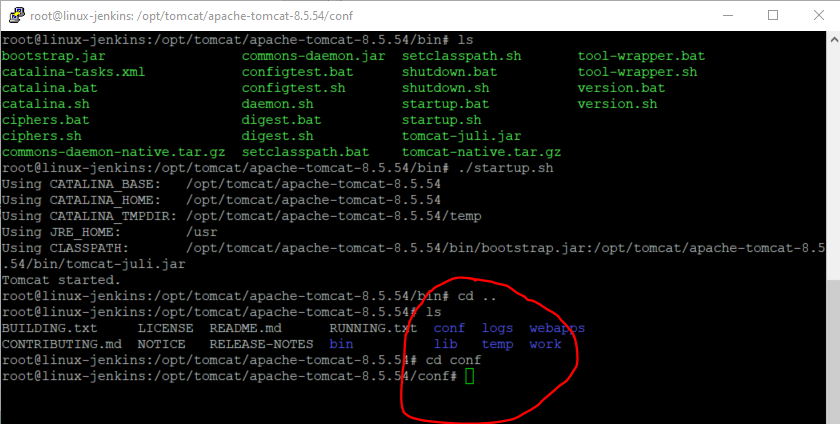 root@linux-jenkins: /opt/tomcat/apache-tomcat-8.5.54/conf
root@linux-jenkins:/opt/tomcat/apache-tomcat-8.5.54/bin# ls
bootstrap.jar commons-daemon.jar setclasspath.sh tool-wrapper.bat
catalina-tasks.xml configtest.bat shutdown.bat tool-wrapper.sh
catalina.bat configtest.sh shutdown.sh version.bat
catalina.sh daemon.sh startup.bat version.sh
ciphers.bat digest.bat startup.sh
ciphers.sh digest.sh tomcat-juli.jar
commons-daemon-native.tar.gz setclasspath.bat tomcat-native.tar.gz
root@linux-jenkins:/opt/tomcat/apache-tomcat-8.5.54/bin# ./startup.sh
Using CATALINA_BASE: /opt/tomcat/apache-tomcat-8.5.54
Using CATALINA_HOME: /opt/tomcat/apache-tomcat-8.5.54
Using CATALINA_TMPDIR: /opt/tomcat/apache-tomcat-8.5.54/temp
Using JRE_HOME: /usr
Using CLASSPATH: /opt/tomcat/apache-tomcat-8.5.54/bin/bootstrap.jar:/opt/tomcat/apache-tomcat-8.5
.54/bin/tomcat-juli.jar
Tomcat started.
root@linux-jenkins:/opt/tomcat/apache-tomcat-8.5.54/bin# cd ..
root@linux-jenkins:/opt/tomcat/apache-tomcat-8.5.54# ls
BUILDING.txt LICENSE README.md RUNNING.txt conf logs webapps
CONTRIBUTING.md NOTICE RELEASE-NOTES bin lib temp work
root@linux-jenkins:/opt/tomcat/apache-tomcat-8.5.54# cd conf
root@linux-jenkins:/opt/tomcat/apache-tomcat-8.5.54/conf#